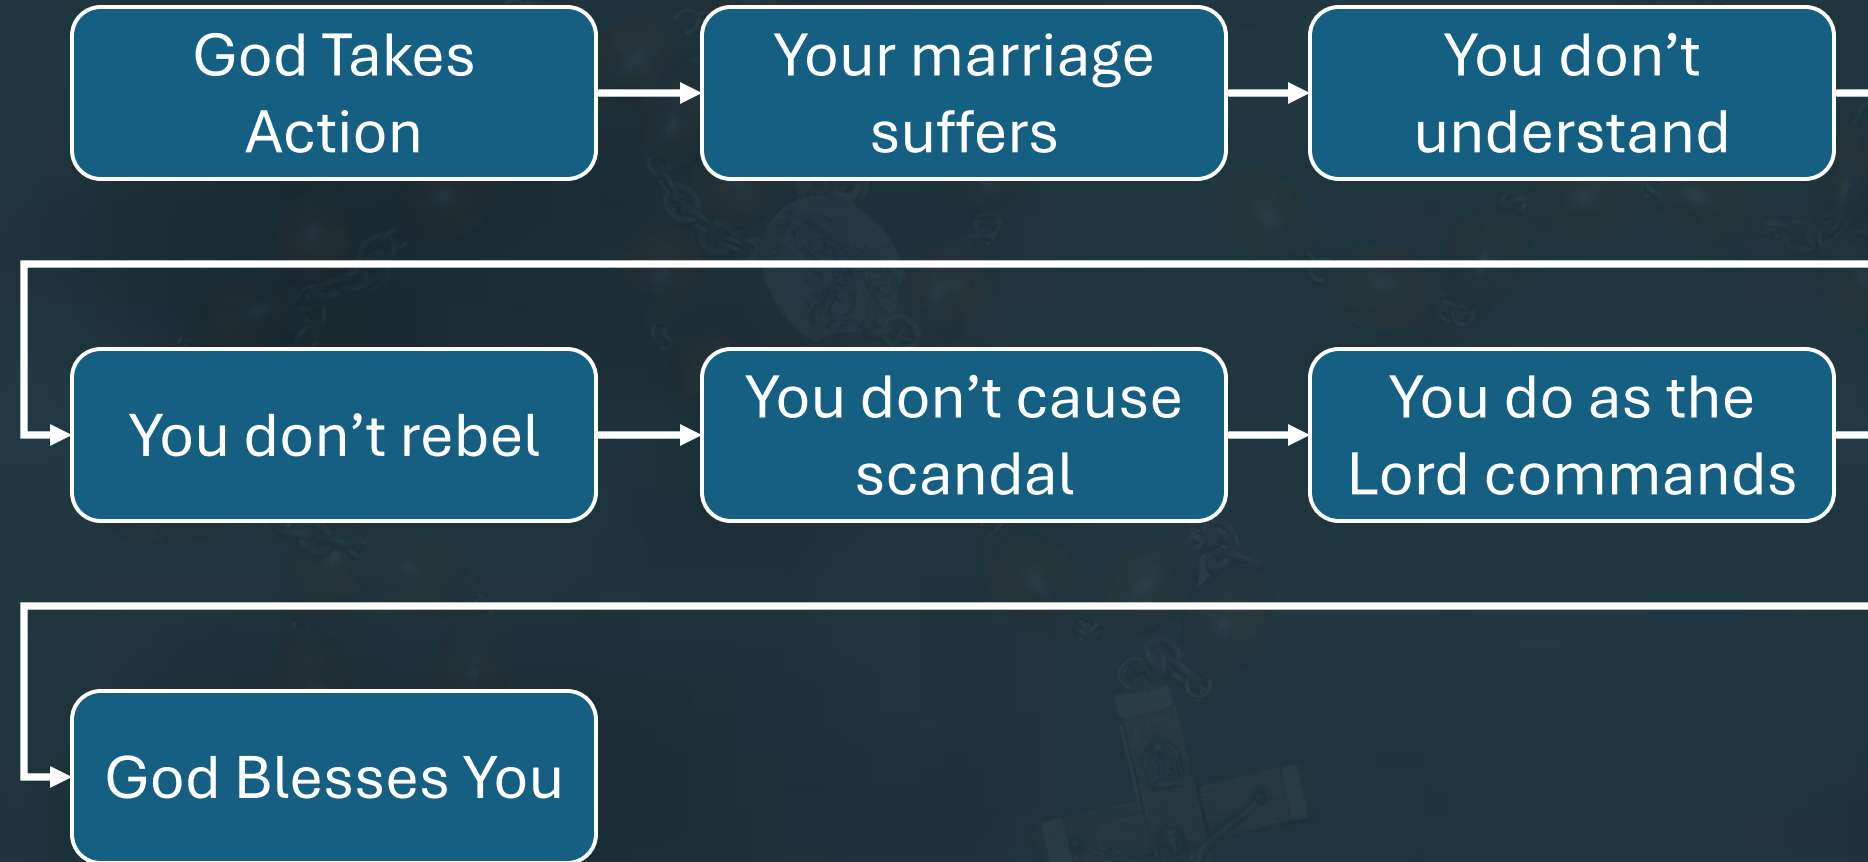 God Takes
Action
Your marriage
suffers
You don’t
understand
You don’t rebel
You don’t cause
scandal
You do as the
Lord commands
God Blesses You